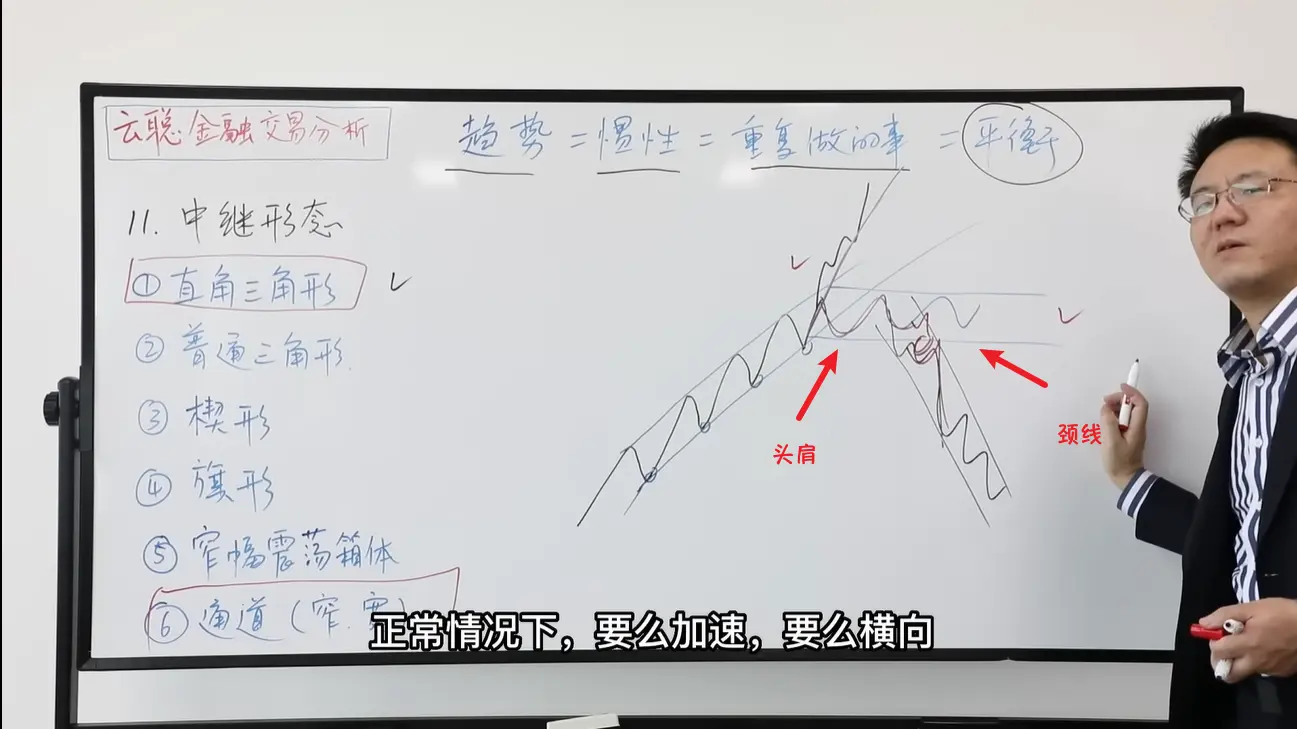 云聪金融交易分析
趋势 = 惯性 = 重复做的事 = 平衡
11. 中继形态
① 直角三角形
② 普通三角形
③ 楔形
④ 旗形
⑤ 窄幅震荡箱体
⑥ 通道(窄.宽)
头肩
颈线
正常情况下，要么加速，要么横向